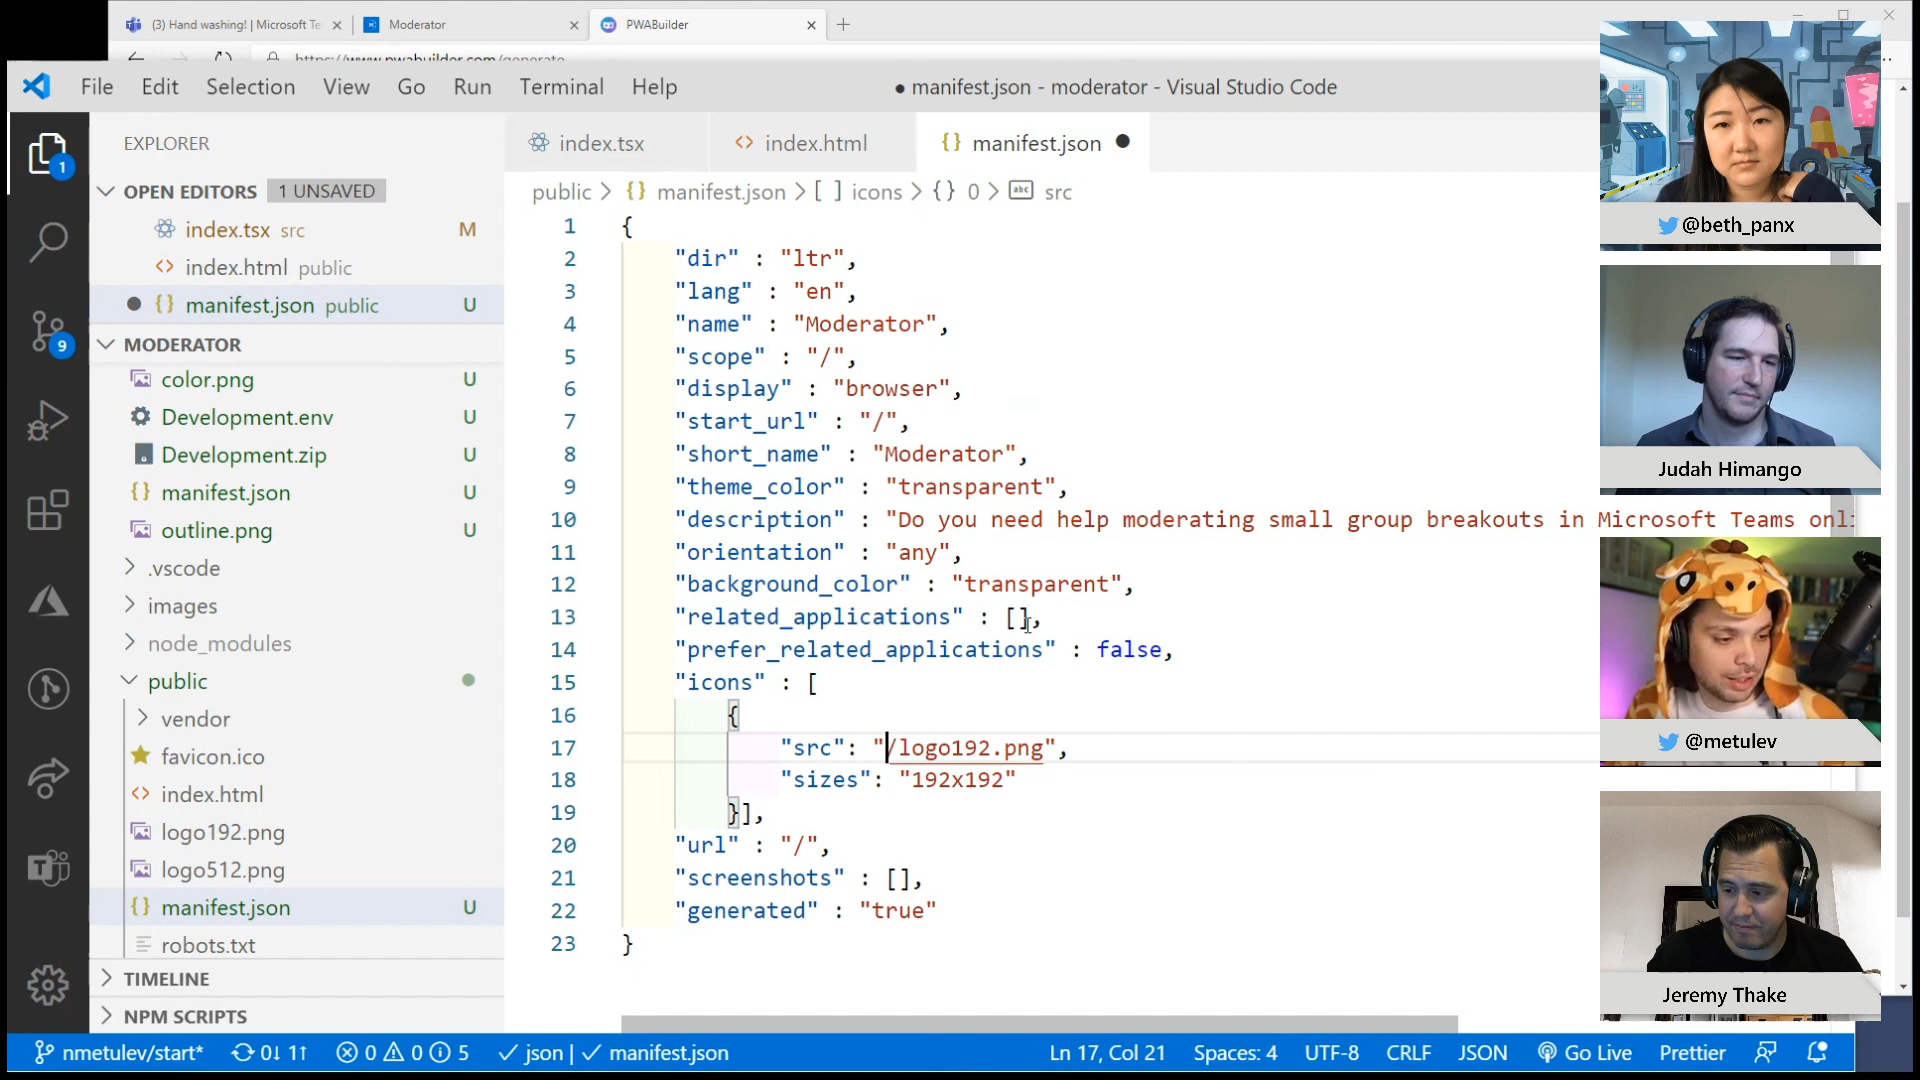 (3) Hand washing! | Microsoft Te
Moderator
PWABuilder
https://www.pwabuilder.com/generate
File Edit Selection View Go Run Terminal Help
● manifest.json - moderator - Visual Studio Code
EXPLORER
OPEN EDITORS 1 UNSAVED
index.tsx src M
index.html public
manifest.json public U
MODERATOR
color.png U
Development.env U
Development.zip U
manifest.json U
outline.png U
.vscode
images
node_modules
public
vendor
favicon.ico
index.html
logo192.png
logo512.png
manifest.json U
robots.txt
TIMELINE
NPM SCRIPTS
1
9
index.tsx
index.html
manifest.json
public > {} manifest.json > [ ] icons > {} 0 > abc src
1 {
2 "dir" : "ltr",
3 "lang" : "en",
4 "name" : "Moderator",
5 "scope" : "/",
6 "display" : "browser",
7 "start_url" : "/",
8 "short_name" : "Moderator",
9 "theme_color" : "transparent",
10 "description" : "Do you need help moderating small group breakouts in Microsoft Teams onl
11 "orientation" : "any",
12 "background_color" : "transparent",
13 "related_applications" : [],
14 "prefer_related_applications" : false,
15 "icons" : [
16 {
17 "src": "/logo192.png",
18 "sizes": "192x192"
19 }],
20 "url" : "/",
21 "screenshots" : [],
22 "generated" : "true"
23 }
@beth_panx
Judah Himango
@metulev
Jeremy Thake
nmetulev/start* 0↓ 1↑ 0 0 5 ✓ json | ✓ manifest.json
Ln 17, Col 21 Spaces: 4 UTF-8 CRLF JSON Go Live Prettier